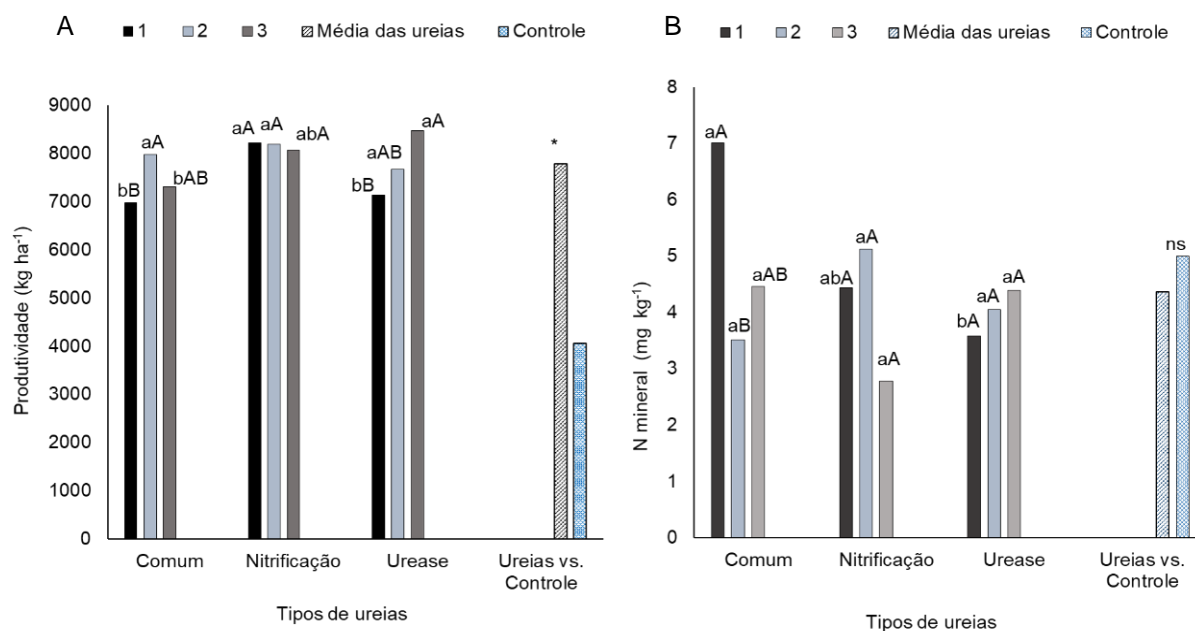 A
1 2 3 Média das ureias Controle
Produtividade (kg ha-1)
9000
8000
7000
6000
5000
4000
3000
2000
1000
0
bB aA bAB
aA aA abA
bB aAB aA
*
Comum Nitrificação Urease Ureias vs.
Controle
Tipos de ureias
B
1 2 3 Média das ureias Controle
N mineral (mg kg-1)
8
7
6
5
4
3
2
1
0
aA aB aAB
abA aA aA
bA aA aA
ns
Comum Nitrificação Urease Ureias vs.
Controle
Tipos de ureias